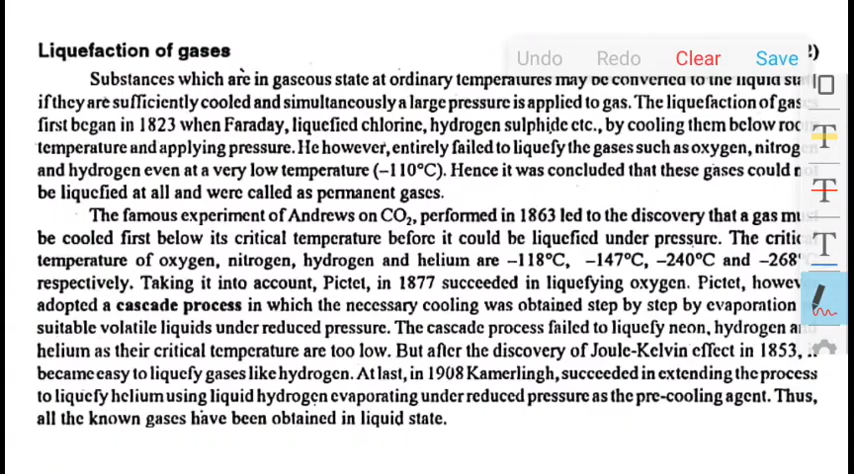 Liquefaction of gases
Undo Redo Clear Save
2)
Substances which are in gaseous state at ordinary temperatures may be converted to the liquid
if they are sufficiently cooled and simultaneously a large pressure is applied to gas. The liquefaction of
first began in 1823 when Faraday, liquefied chlorine, hydrogen sulphide etc., by cooling them below
temperature and applying pressure. He however, entirely failed to liquefy the gases such as oxygen,
and hydrogen even at a very low temperature (–110°C). Hence it was concluded that these gases could
be liquefied at all and were called as permanent gases.
The famous experiment of Andrews on CO₂, performed in 1863 led to the discovery that a gas
be cooled first below its critical temperature before it could be liquefied under pressure. The
temperature of oxygen, nitrogen, hydrogen and helium are –118°C, –147°C, –240°C and –268°
respectively. Taking it into account, Pictet, in 1877 succeeded in liquefying oxygen. Pictet,
adopted a cascade process in which the necessary cooling was obtained step by step by evaporation
suitable volatile liquids under reduced pressure. The cascade process failed to liquefy neon, hydrogen
helium as their critical temperature are too low. But after the discovery of Joule-Kelvin effect in 1853,
became easy to liquefy gases like hydrogen. At last, in 1908 Kamerlingh, succeeded in extending the process
to liquefy helium using liquid hydrogen evaporating under reduced pressure as the pre-cooling agent. Thus,
all the known gases have been obtained in liquid state.
T
T
T